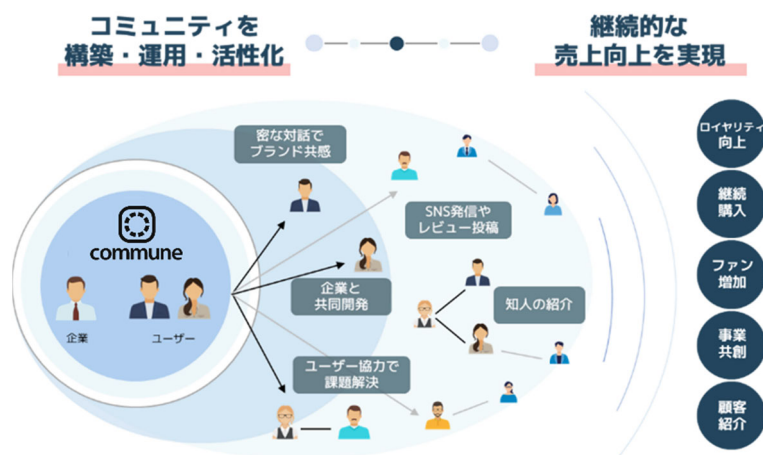 コミュニティを
構築・運用・活性化
継続的な
売上向上を実現
密な対話で
ブランド共感
SNS発信や
レビュー投稿
commune
企業
ユーザー
企業と
共同開発
知人の紹介
ユーザー協力で
課題解決
ロイヤリティ
向上
継続
購入
ファン
増加
事業
共創
顧客
紹介